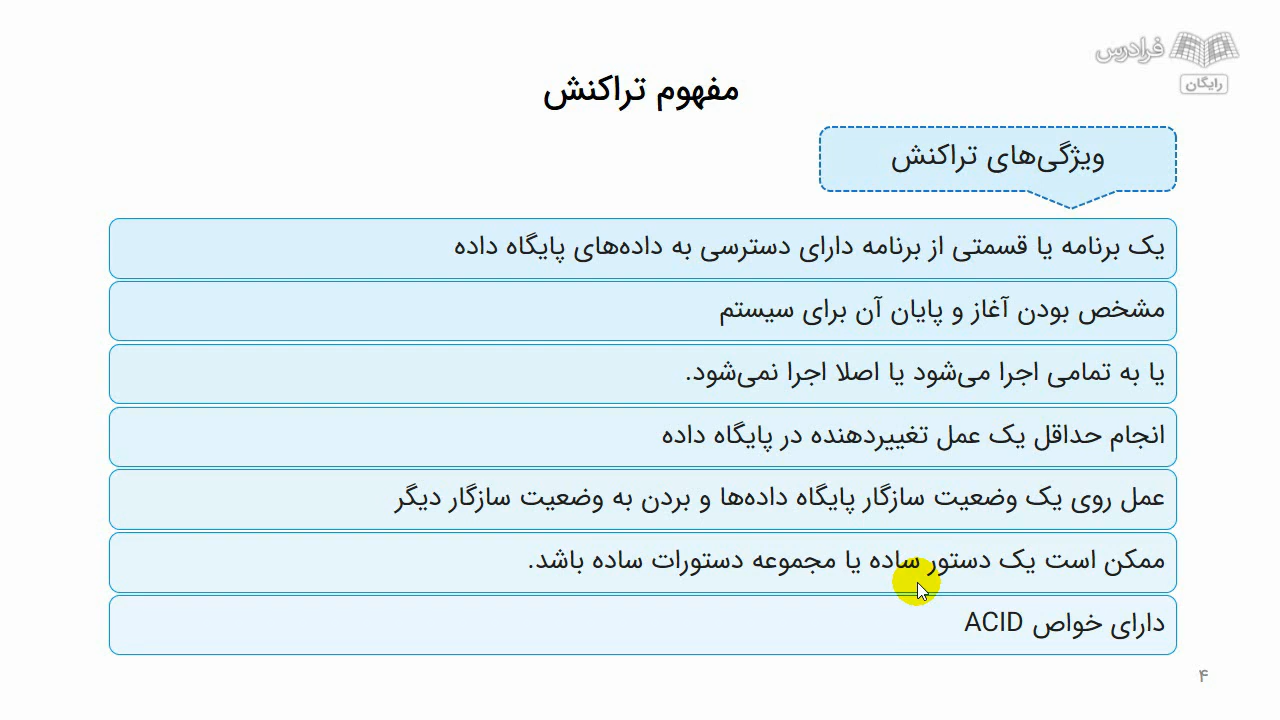 فرادرس
رایگان
مفهوم تراکنش
ویژگی‌های تراکنش
یک برنامه یا قسمتی از برنامه دارای دسترسی به داده‌های پایگاه داده
مشخص بودن آغاز و پایان آن برای سیستم
یا به تمامی اجرا می‌شود یا اصلا اجرا نمی‌شود.
انجام حداقل یک عمل تغییردهنده در پایگاه داده
عمل روی یک وضعیت سازگار پایگاه داده‌ها و بردن به وضعیت سازگار دیگر
ممکن است یک دستور ساده یا مجموعه دستورات ساده باشد.
دارای خواص ACID
۴